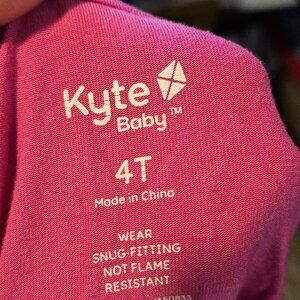 Kyte
Baby™
4T
Made in China
WEAR
SNUG-FITTING
NOT FLAME
RESISTANT